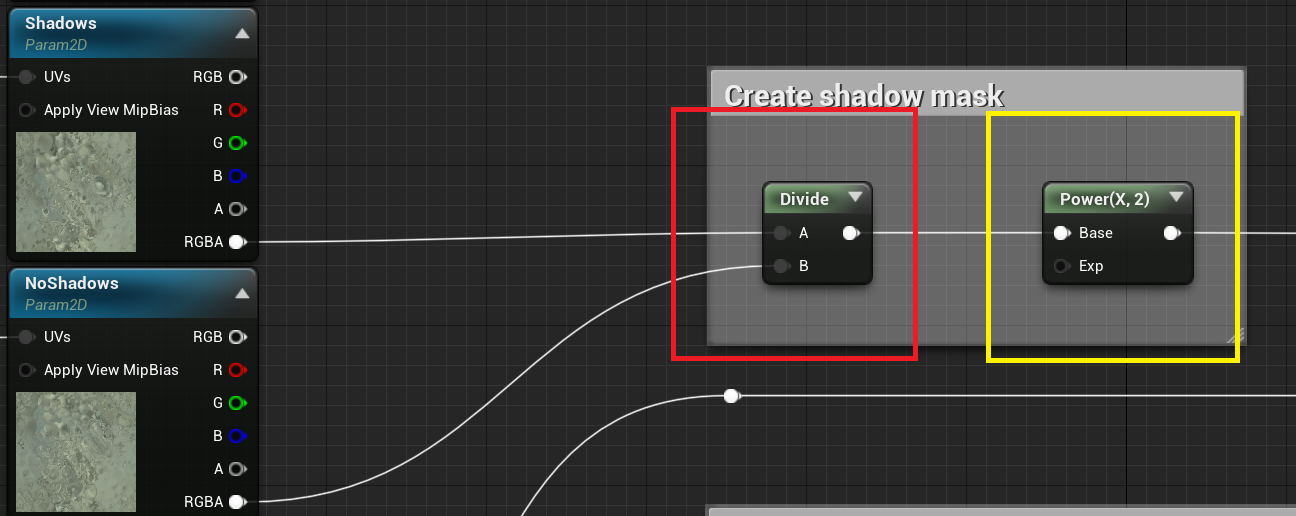 Shadows
Param2D
UVs RGB
Apply View MipBias R
G
B
A
RGBA
NoShadows
Param2D
UVs RGB
Apply View MipBias R
G
B
A
RGBA
Create shadow mask
Divide
A
B
Power(X, 2)
Base
Exp